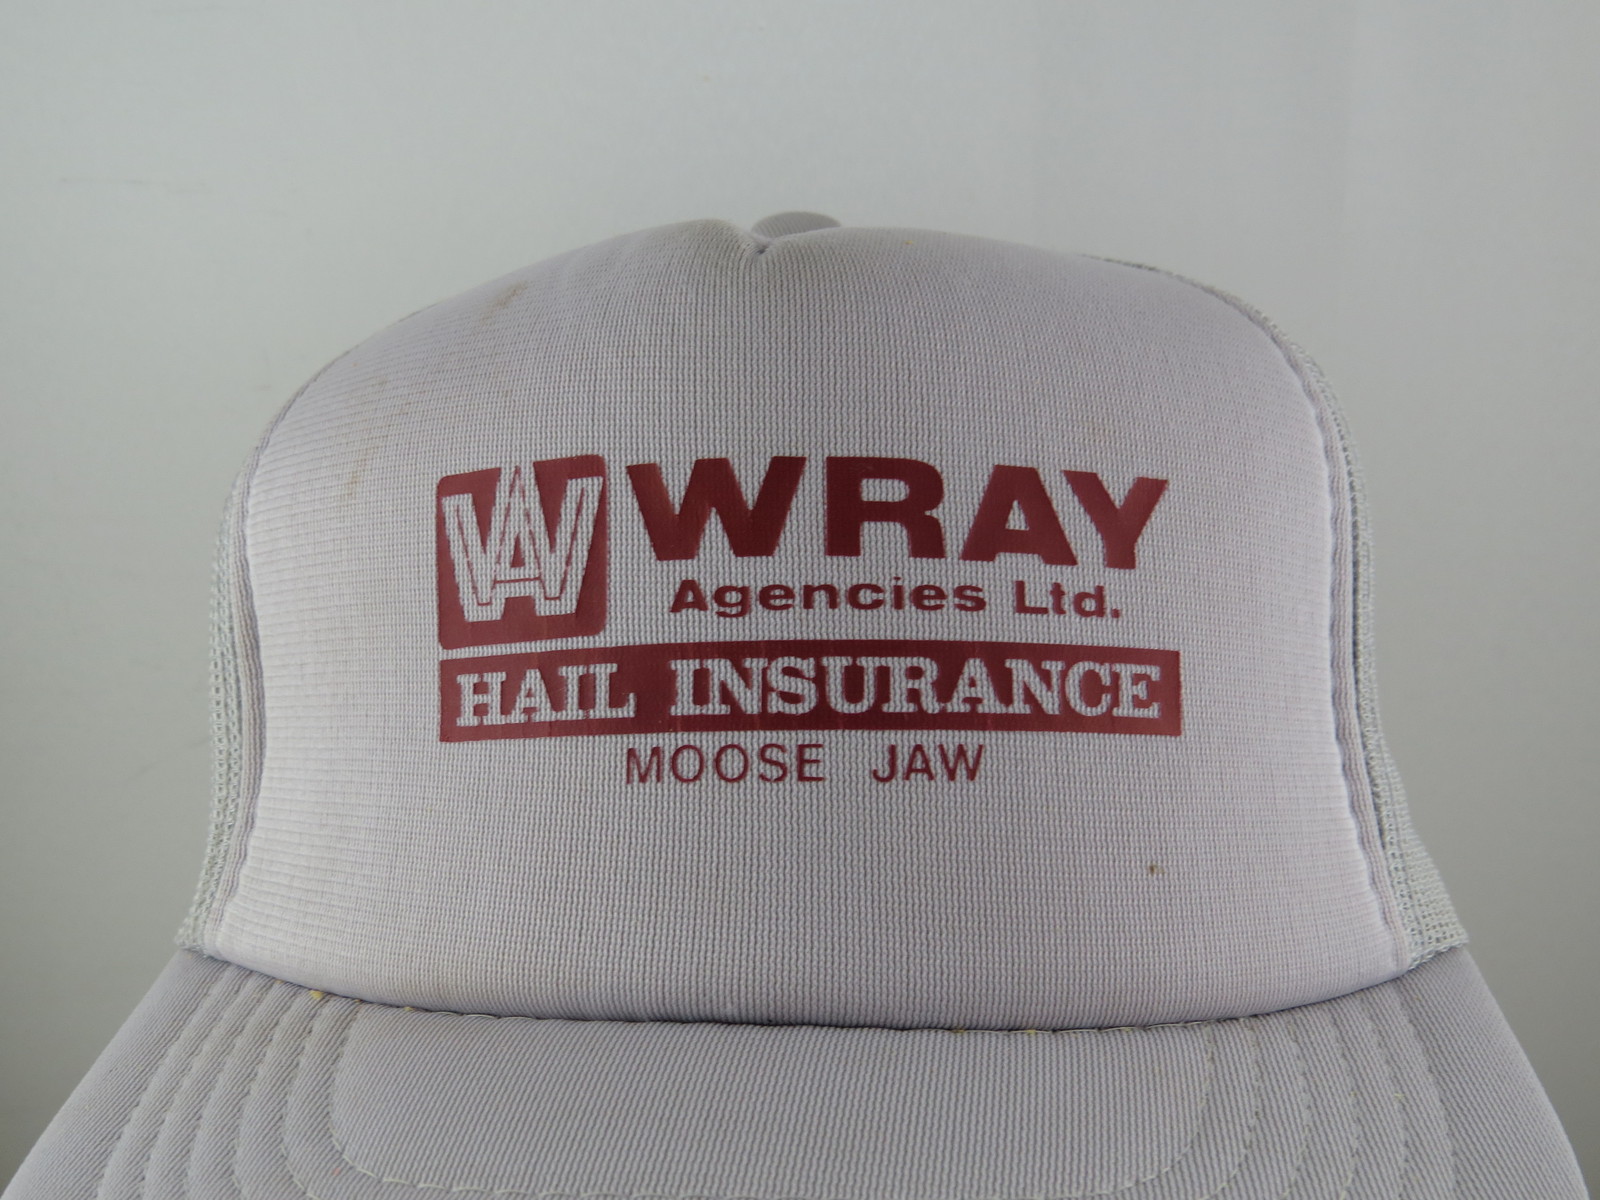 WA
WRAY
Agencies Ltd.
HAIL INSURANCE
MOOSE JAW